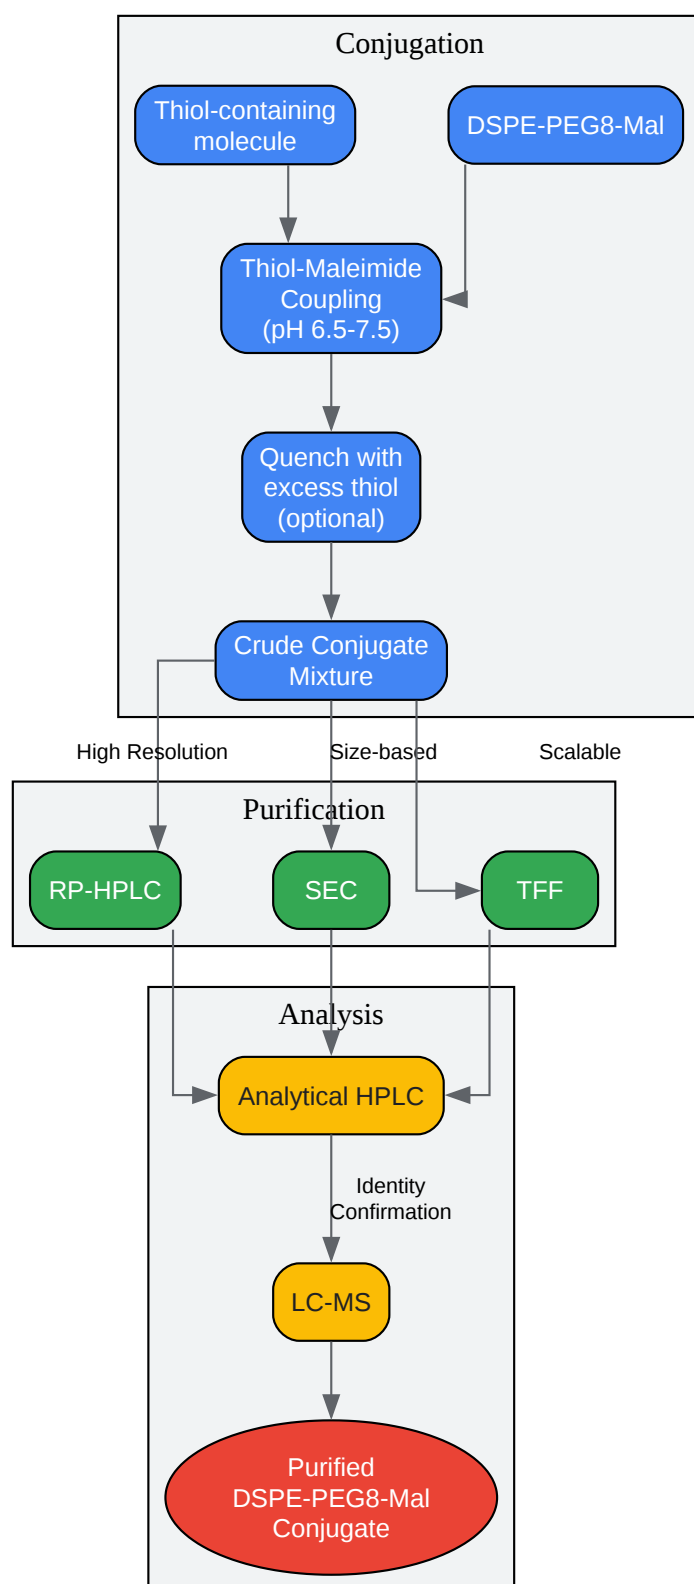 Conjugation
Thiol-containing
molecule
DSPE-PEG8-Mal
Thiol-Maleimide
Coupling
(pH 6.5-7.5)
Quench with
excess thiol
(optional)
Crude Conjugate
Mixture
High Resolution
Size-based
Scalable
Purification
RP-HPLC
SEC
TFF
Analysis
Analytical HPLC
Identity
Confirmation
LC-MS
Purified
DSPE-PEG8-Mal
Conjugate